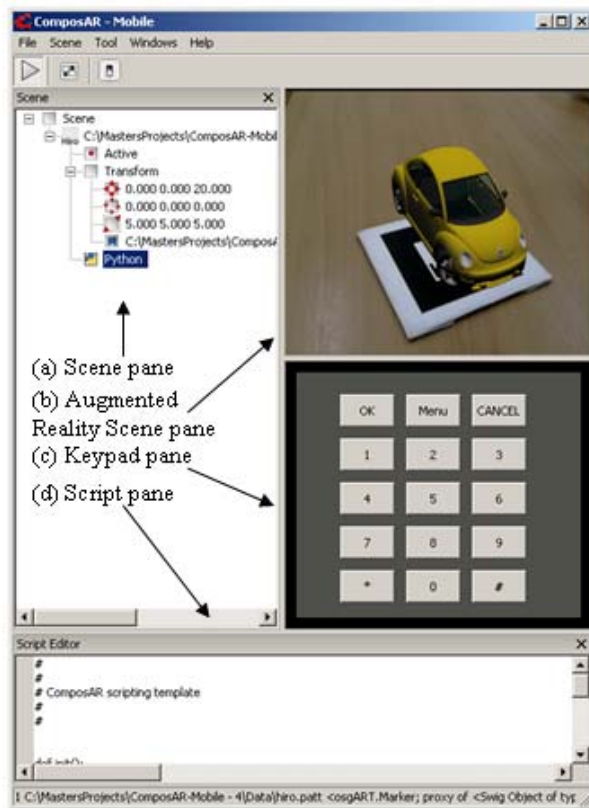 ComposAR - Mobile
File Scene Tool Windows Help
Scene
Scene
Hiro C:\MastersProjects\ComposAR-Mobil
Active
Transform
0.000 0.000 20.000
0.000 0.000 0.000
5.000 5.000 5.000
C:\MastersProjects\ComposA
Python
(a) Scene pane
(b) Augmented
Reality Scene pane
(c) Keypad pane
(d) Script pane
OK Menu CANCEL
1 2 3
4 5 6
7 8 9
* 0 #
Script Editor
#
#
# ComposAR scripting template
#
#
def init():
1 C:\MastersProjects\ComposAR-Mobile - 4\Data\hiro.patt <osgART.Marker; proxy of <Swig Object of typ